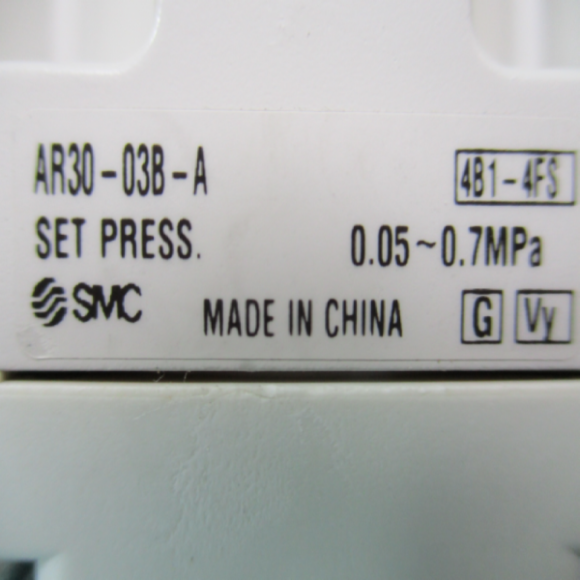 AR30-03B-A 4B1-4FS
SET PRESS. 0.05~0.7MPa
SMC MADE IN CHINA G Vy